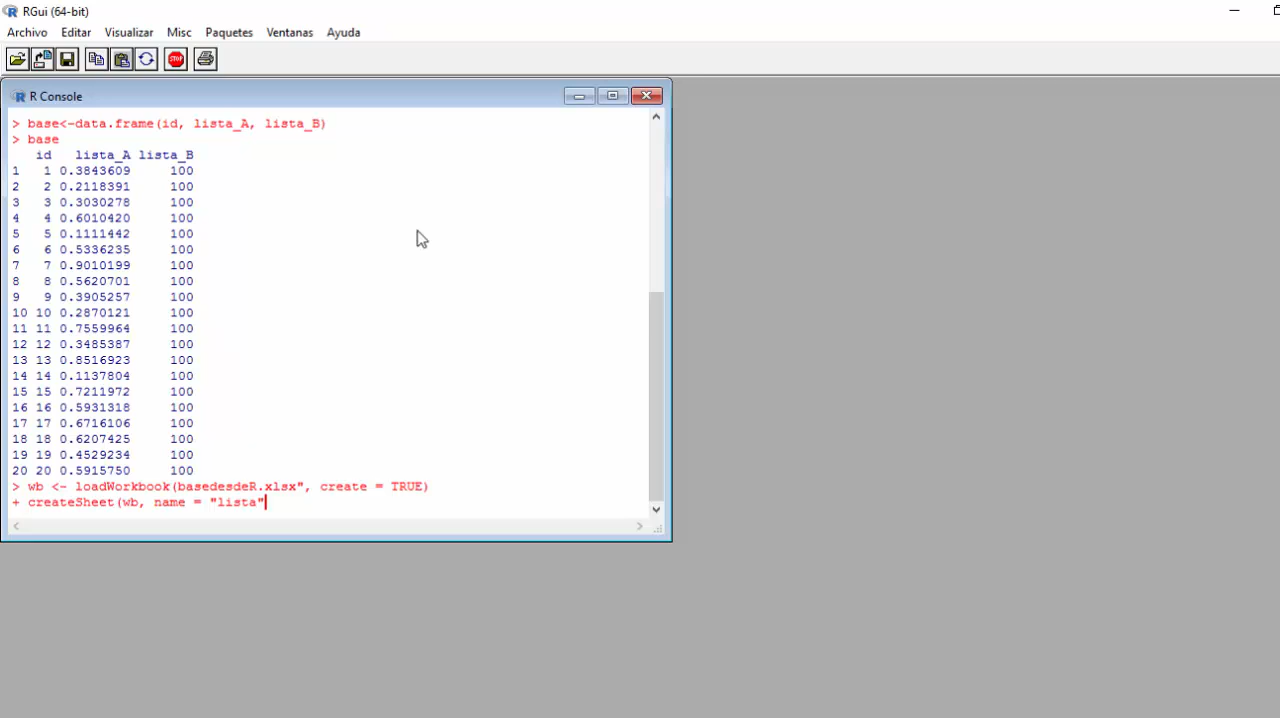 RGui (64-bit)
Archivo Editar Visualizar Misc Paquetes Ventanas Ayuda
STOP
R Console
> base<-data.frame(id, lista_A, lista_B)
> base
   id   lista_A lista_B
1   1 0.3843609     100
2   2 0.2118391     100
3   3 0.3030278     100
4   4 0.6010420     100
5   5 0.1111442     100
6   6 0.5336235     100
7   7 0.9010199     100
8   8 0.5620701     100
9   9 0.3905257     100
10 10 0.2870121     100
11 11 0.7559964     100
12 12 0.3485387     100
13 13 0.8516923     100
14 14 0.1137804     100
15 15 0.7211972     100
16 16 0.5931318     100
17 17 0.6716106     100
18 18 0.6207425     100
19 19 0.4529234     100
20 20 0.5915750     100
> wb <- loadWorkbook(basedesdeR.xlsx", create = TRUE)
+ createSheet(wb, name = "lista"